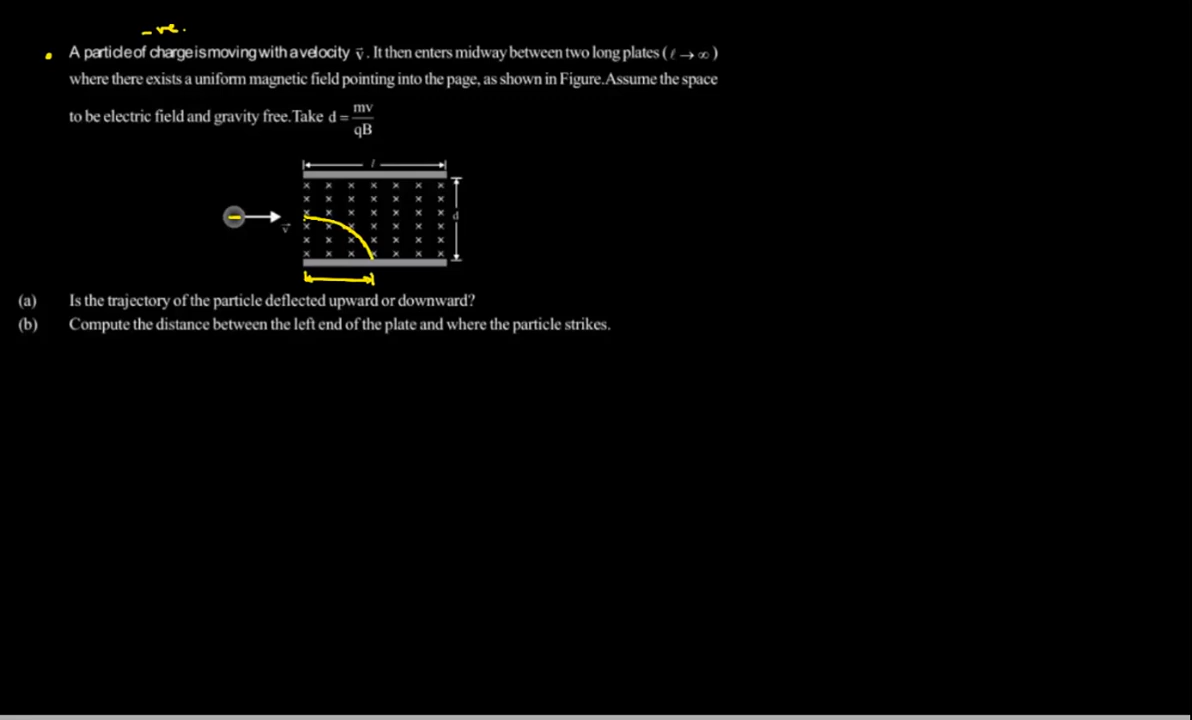 -ve.
A particle of charge is moving with a velocity v⃗. It then enters midway between two long plates (ℓ → ∞)
where there exists a uniform magnetic field pointing into the page, as shown in Figure. Assume the space
to be electric field and gravity free. Take d = mv/qB
l
v⃗
d
(a) Is the trajectory of the particle deflected upward or downward?
(b) Compute the distance between the left end of the plate and where the particle strikes.